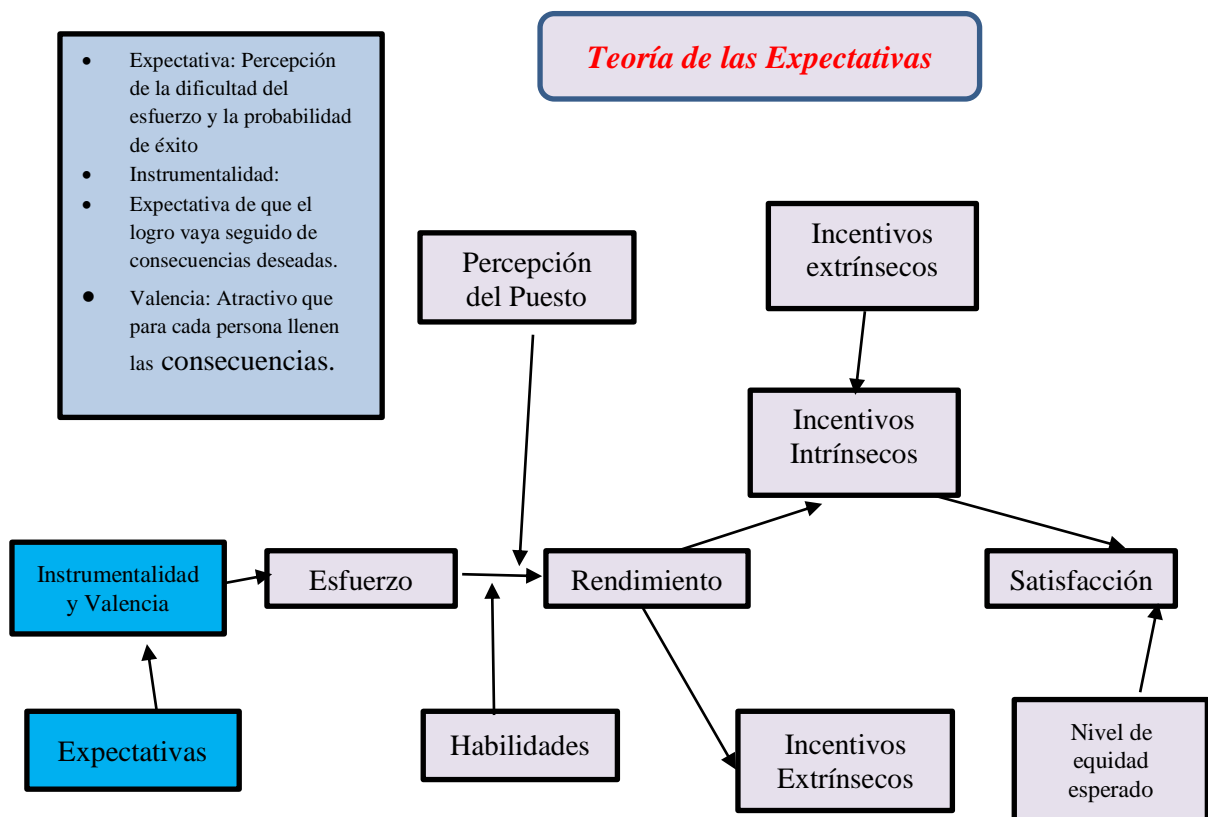 Teoría de las Expectativas
• Expectativa: Percepción
de la dificultad del
esfuerzo y la probabilidad
de éxito
• Instrumentalidad:
• Expectativa de que el
logro vaya seguido de
consecuencias deseadas.
• Valencia: Atractivo que
para cada persona llenen
las consecuencias.
Percepción
del Puesto
Incentivos
extrínsecos
Incentivos
Intrínsecos
Instrumentalidad
y Valencia
Esfuerzo
Rendimiento
Satisfacción
Expectativas
Habilidades
Incentivos
Extrínsecos
Nivel de
equidad
esperado